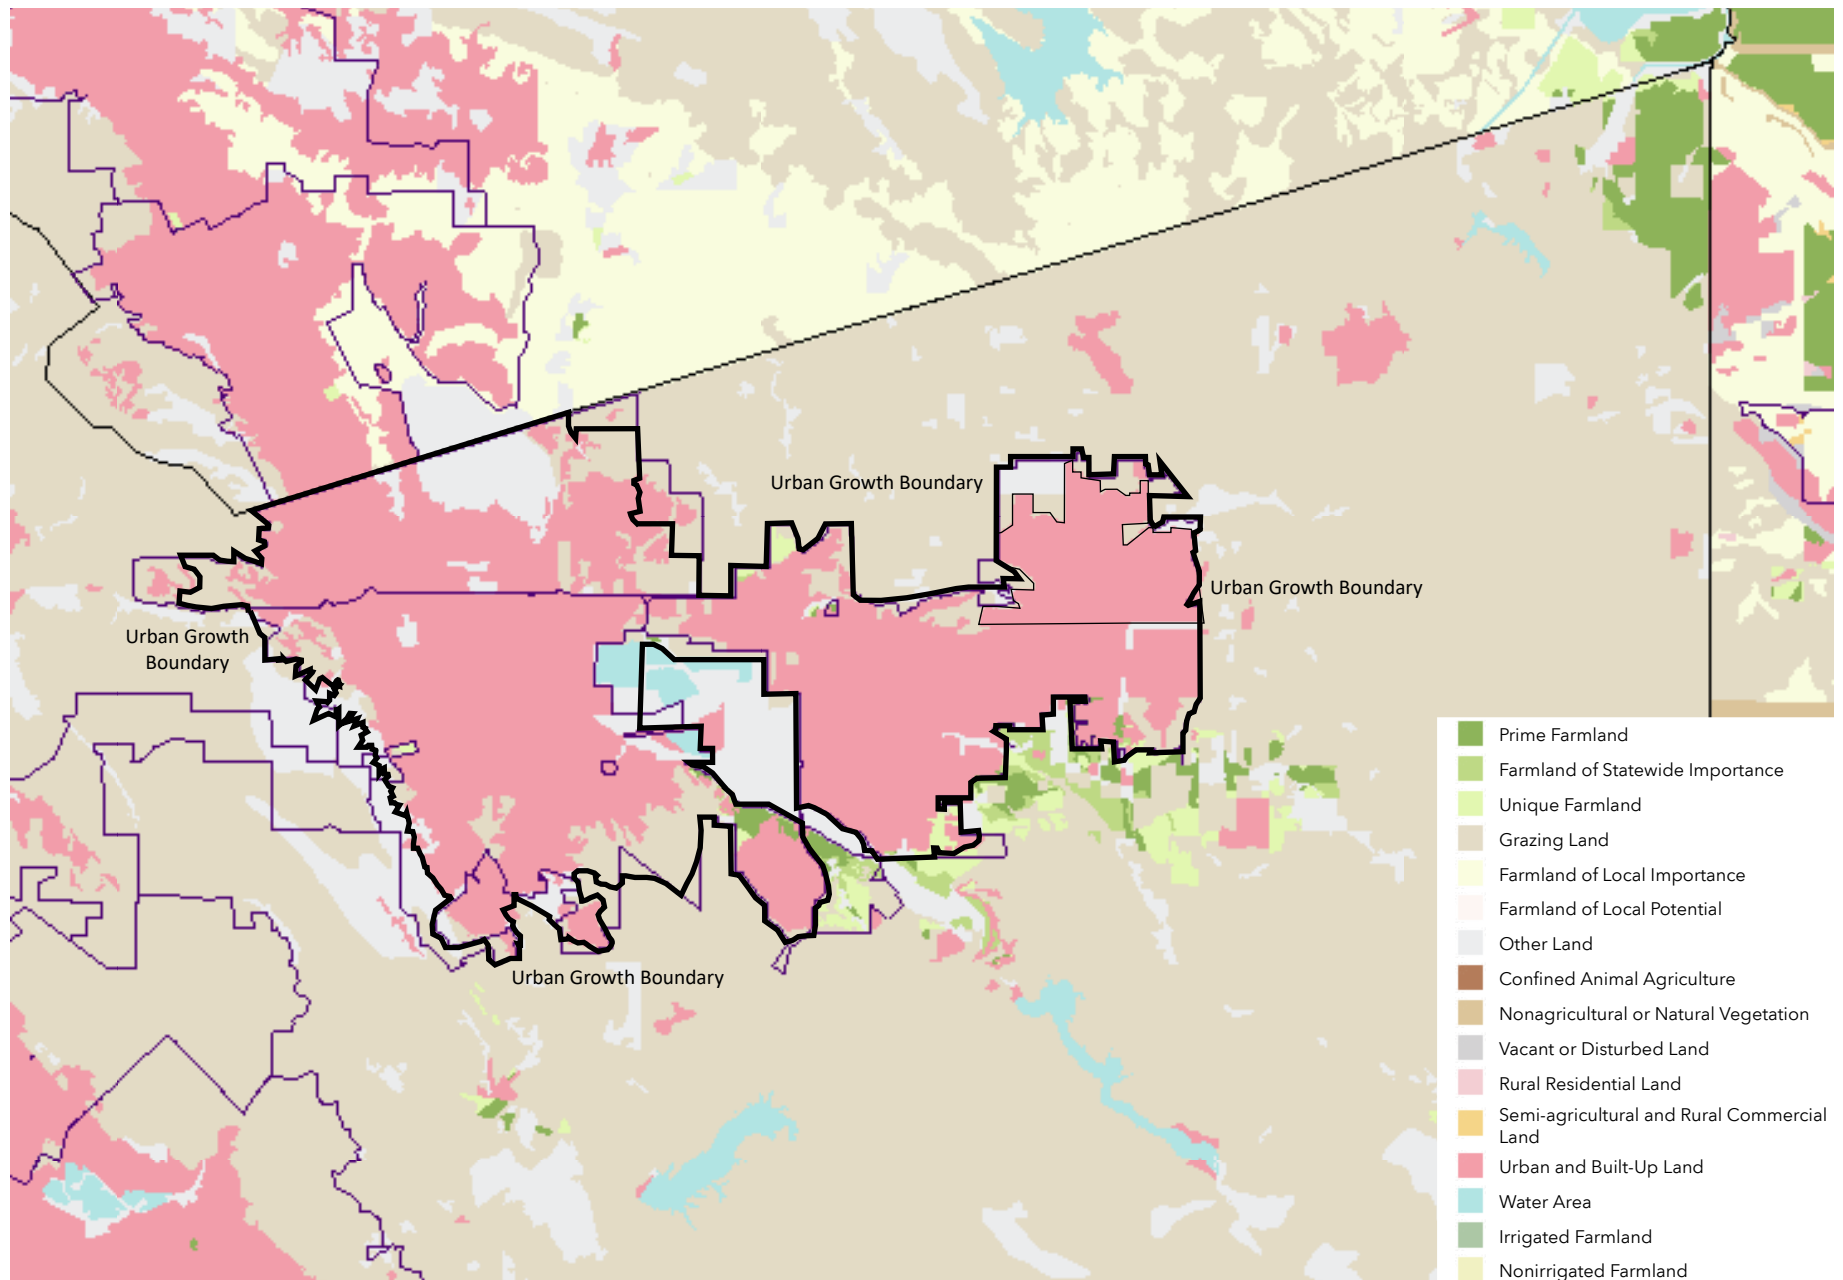 Urban Growth Boundary
Urban Growth Boundary
Urban Growth
Boundary
Urban Growth Boundary
Prime Farmland
Farmland of Statewide Importance
Unique Farmland
Grazing Land
Farmland of Local Importance
Farmland of Local Potential
Other Land
Confined Animal Agriculture
Nonagricultural or Natural Vegetation
Vacant or Disturbed Land
Rural Residential Land
Semi-agricultural and Rural Commercial
Land
Urban and Built-Up Land
Water Area
Irrigated Farmland
Nonirrigated Farmland